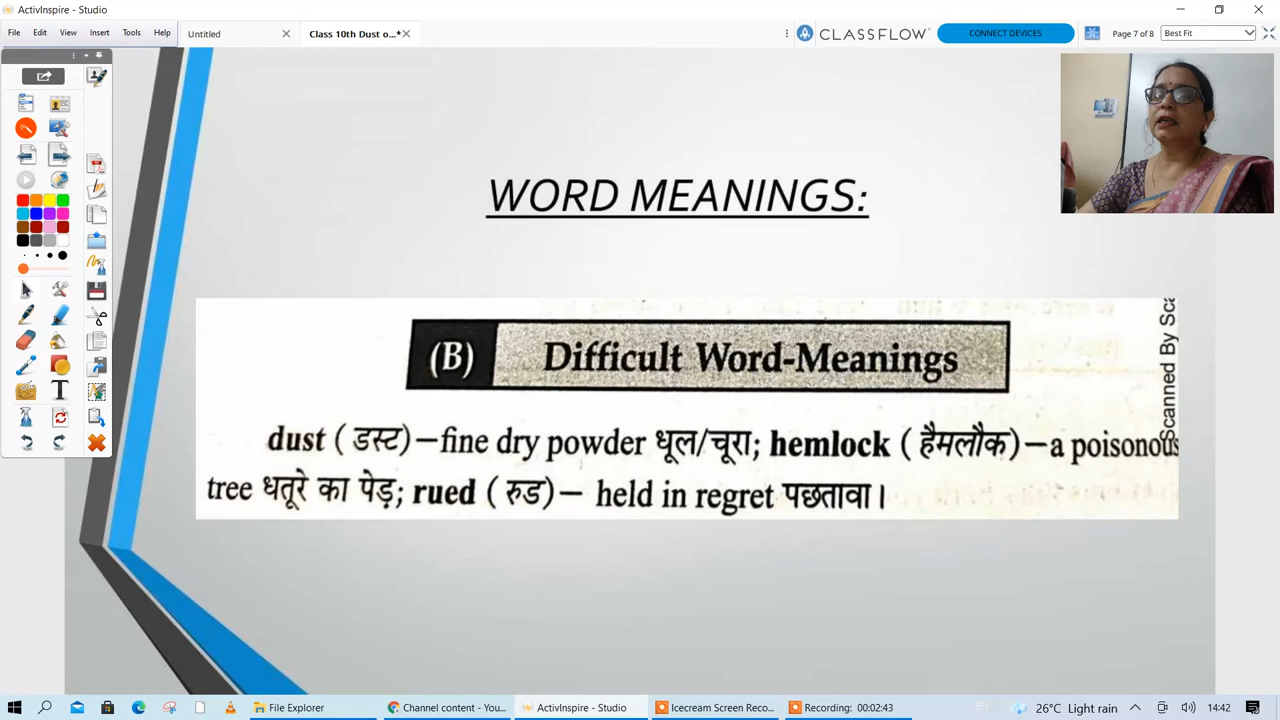 ActivInspire - Studio
File Edit View Insert Tools Help
Untitled
Class 10th Dust o...*
CLASSFLOW
CONNECT DEVICES
Page 7 of 8
Best Fit
WORD MEANINGS:
(B) Difficult Word-Meanings
dust ( डस्ट)—fine dry powder धूल/चूरा; hemlock ( हैमलौक)—a poisonous
tree धतूरे का पेड़; rued ( रुड)— held in regret पछतावा।
Scanned By Sca
T
File Explorer
Channel content - You...
ActivInspire - Studio
Icecream Screen Reco...
Recording: 00:02:43
26°C Light rain
14:42